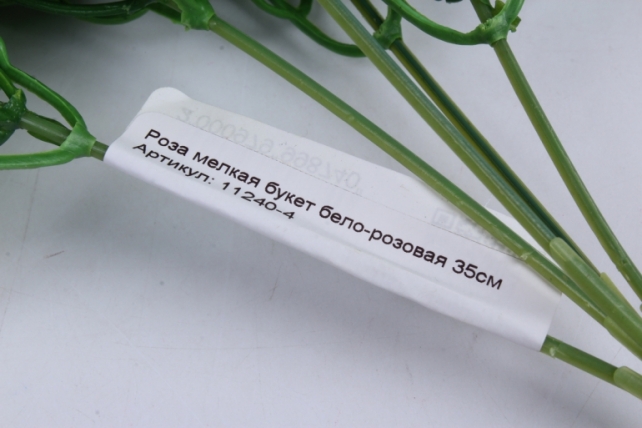 Роза мелкая букет бело-розовая 35см
Артикул: 11240-4